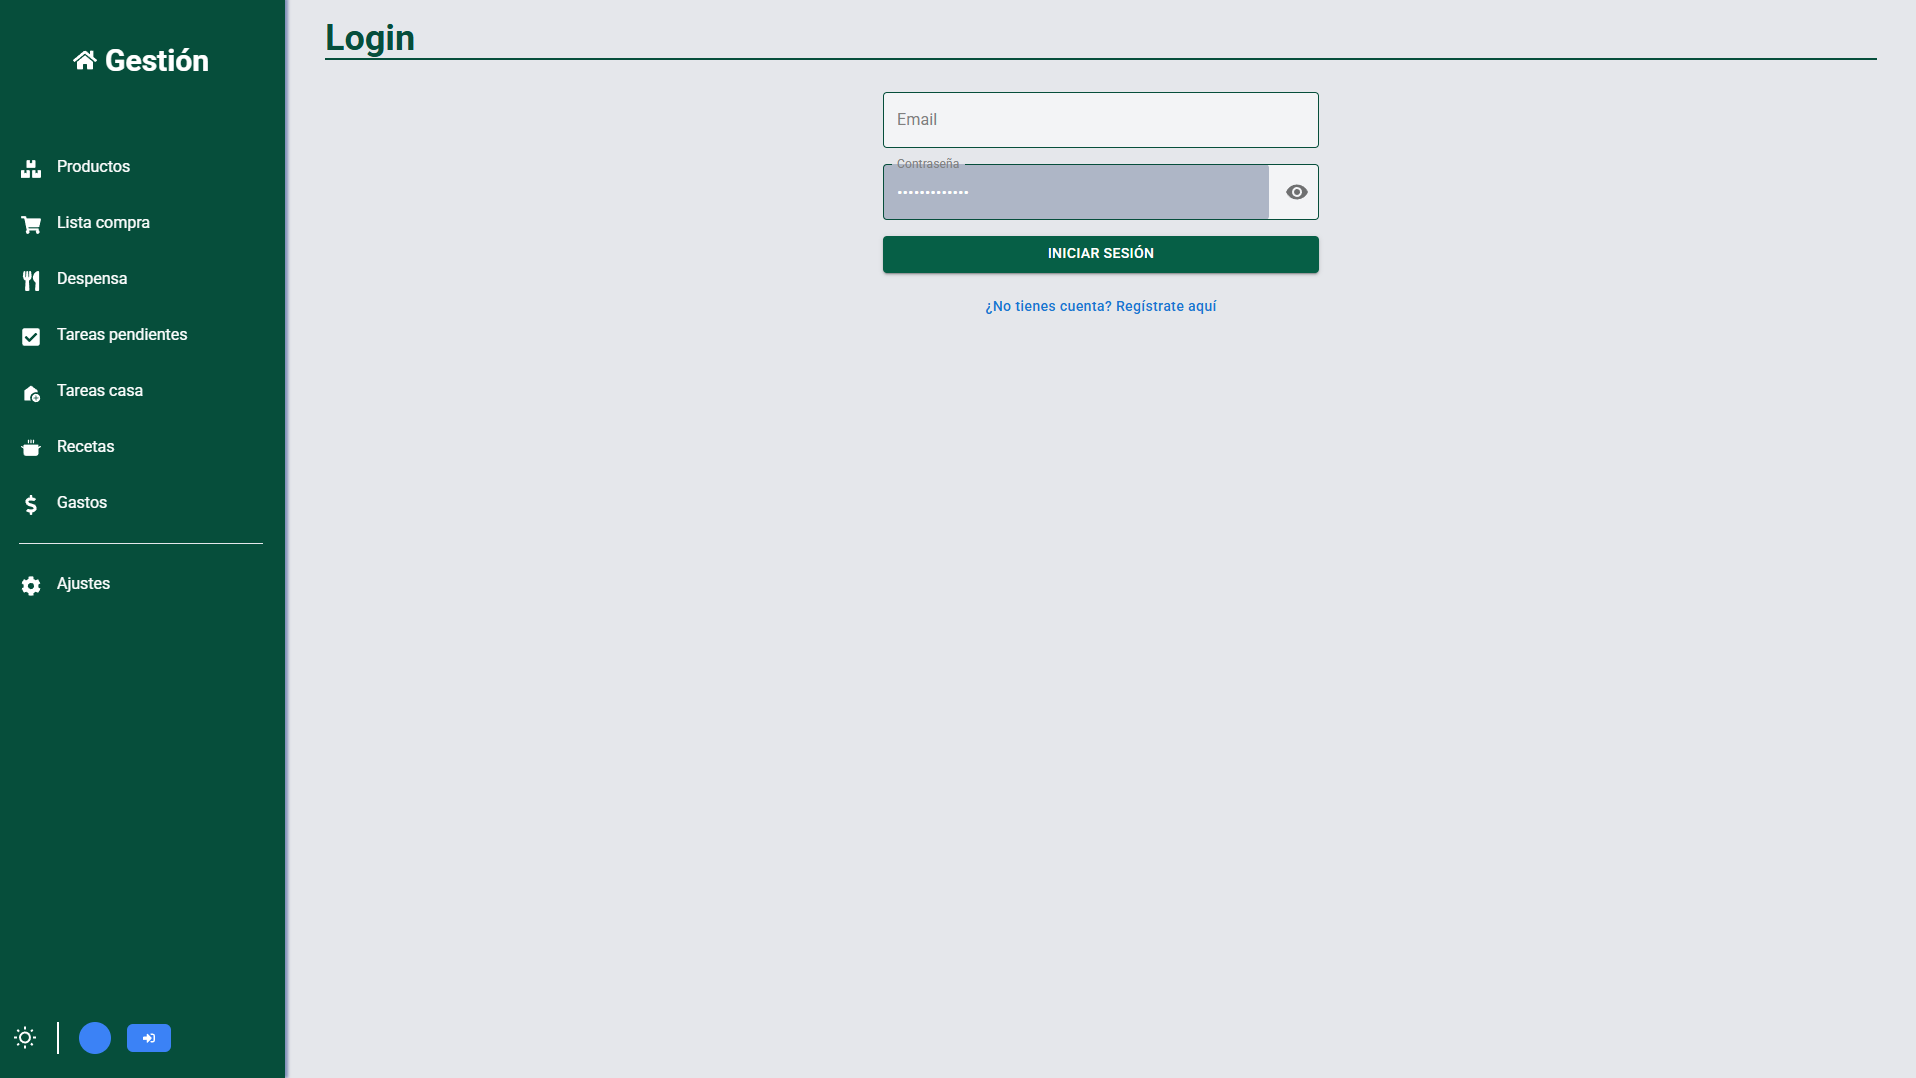 Gestión
Productos
Lista compra
Despensa
Tareas pendientes
Tareas casa
Recetas
Gastos
Ajustes
Login
Email
Contraseña
•••••••••••••
INICIAR SESIÓN
¿No tienes cuenta? Regístrate aquí